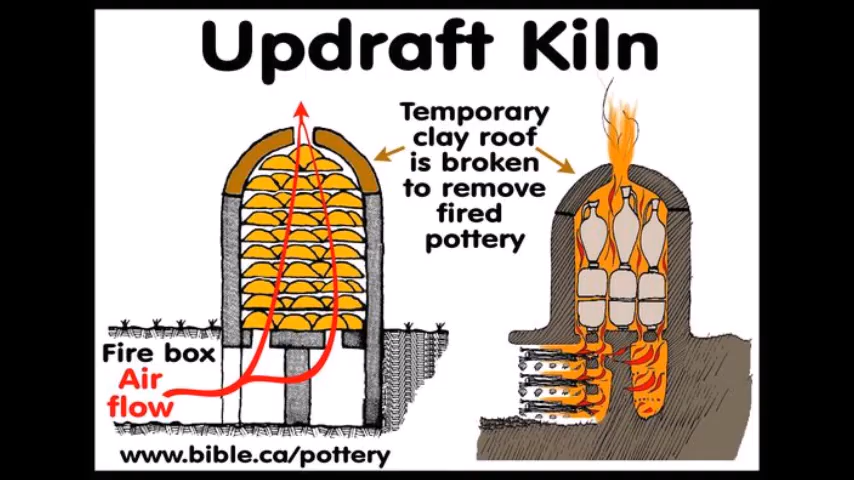 Updraft Kiln
Temporary
clay roof
is broken
to remove
fired
pottery
Fire box
Air
flow
www.bible.ca/pottery